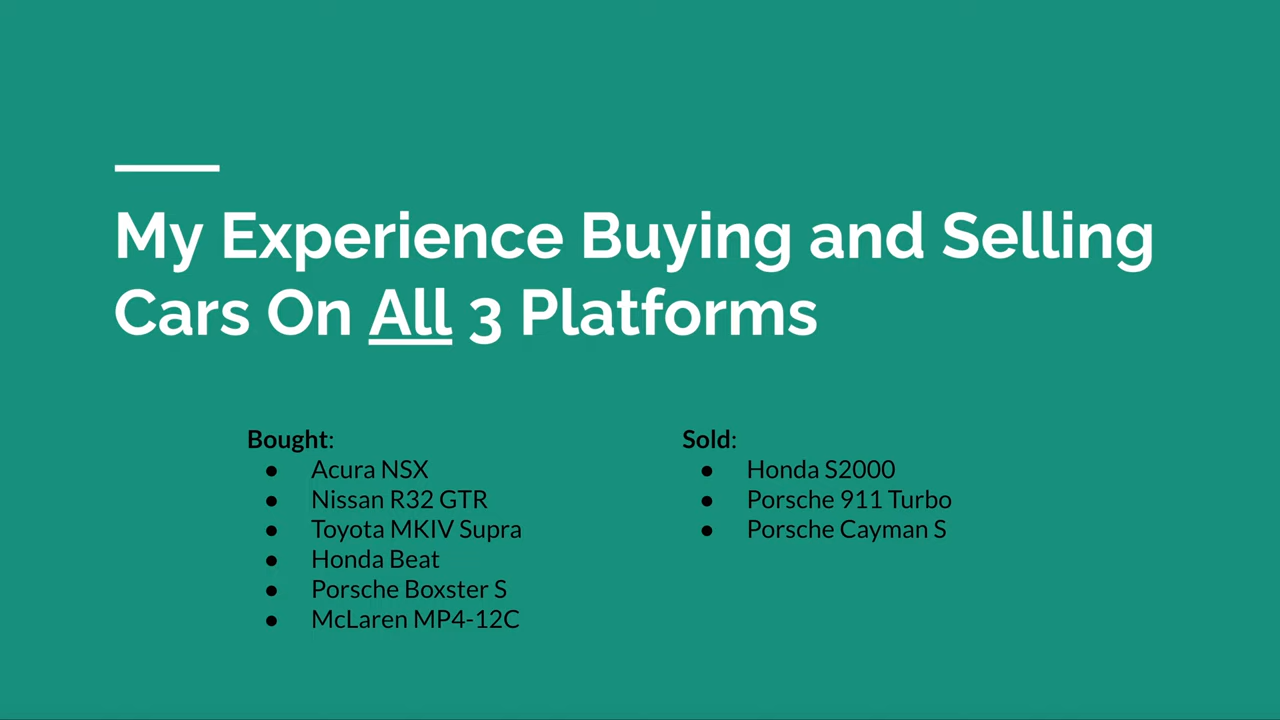 My Experience Buying and Selling
Cars On All 3 Platforms
Bought:
● Acura NSX
● Nissan R32 GTR
● Toyota MKIV Supra
● Honda Beat
● Porsche Boxster S
● McLaren MP4-12C
Sold:
● Honda S2000
● Porsche 911 Turbo
● Porsche Cayman S